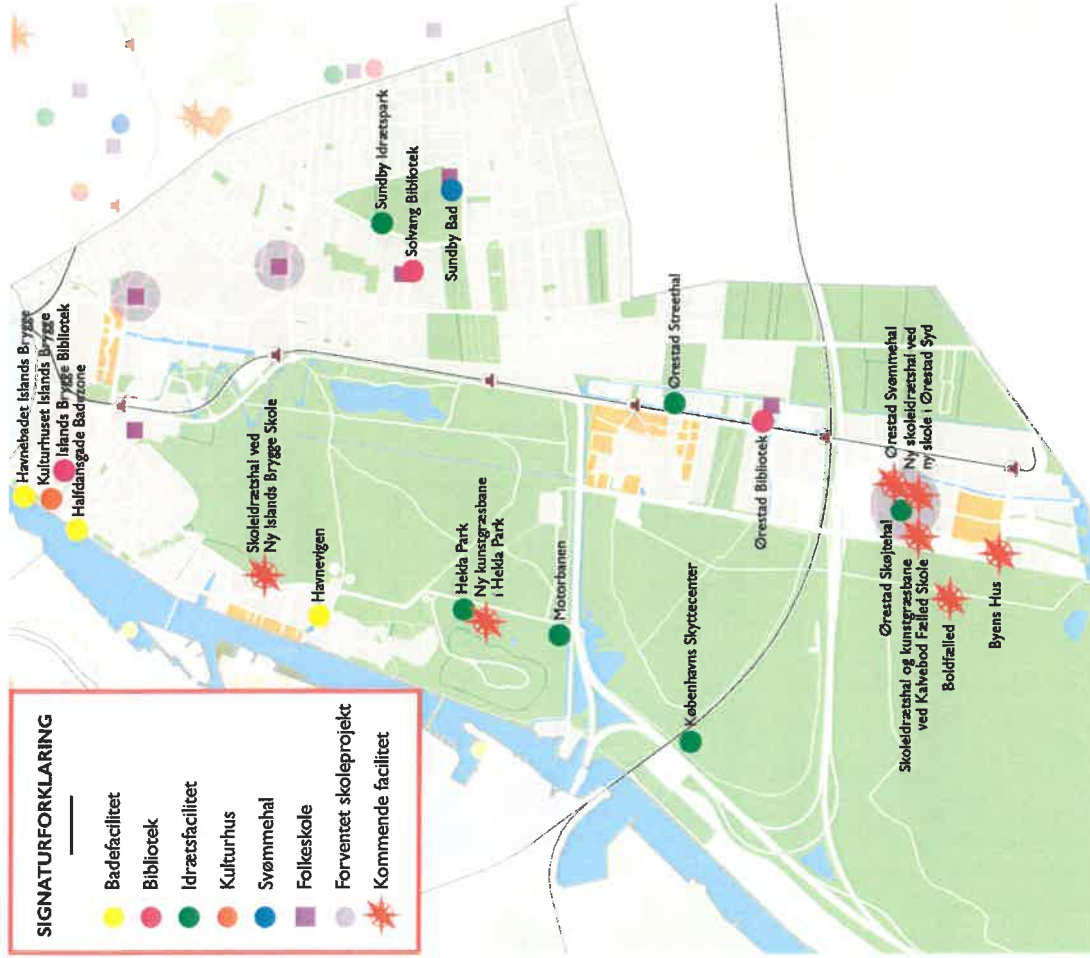 SIGNATURFORKLARING
Badefacilitet
Bibliotek
Idrætsfacilitet
Kulturhus
Svømmehal
Folkeskole
Forventet skoleprojekt
Kommende facilitet
Havnebadet Islands Brygge
Kulturhuset Islands Brygge
Islands Brygge Bibliotek
Halfdansgade Badezone
Skoleidrætshal ved
Ny Islands Brygge Skole
Havnevigen
Hekla Park
Ny kunstgræsbane
i Hekla Park
Motorbanen
Københavns Skyttecenter
Sundby Idrætspark
Solvang Bibliotek
Sundby Bad
Ørestad Streethal
Ørestad Bibliotek
Ørestad Svømmehal
Ny skoleidrætshal ved
ny skole i Ørestad Syd
Ørestad Skøjtehal
Skoleidrætshal og kunstgræsbane
ved Kalvebod Fælled Skole
Boldfælled
Byens Hus